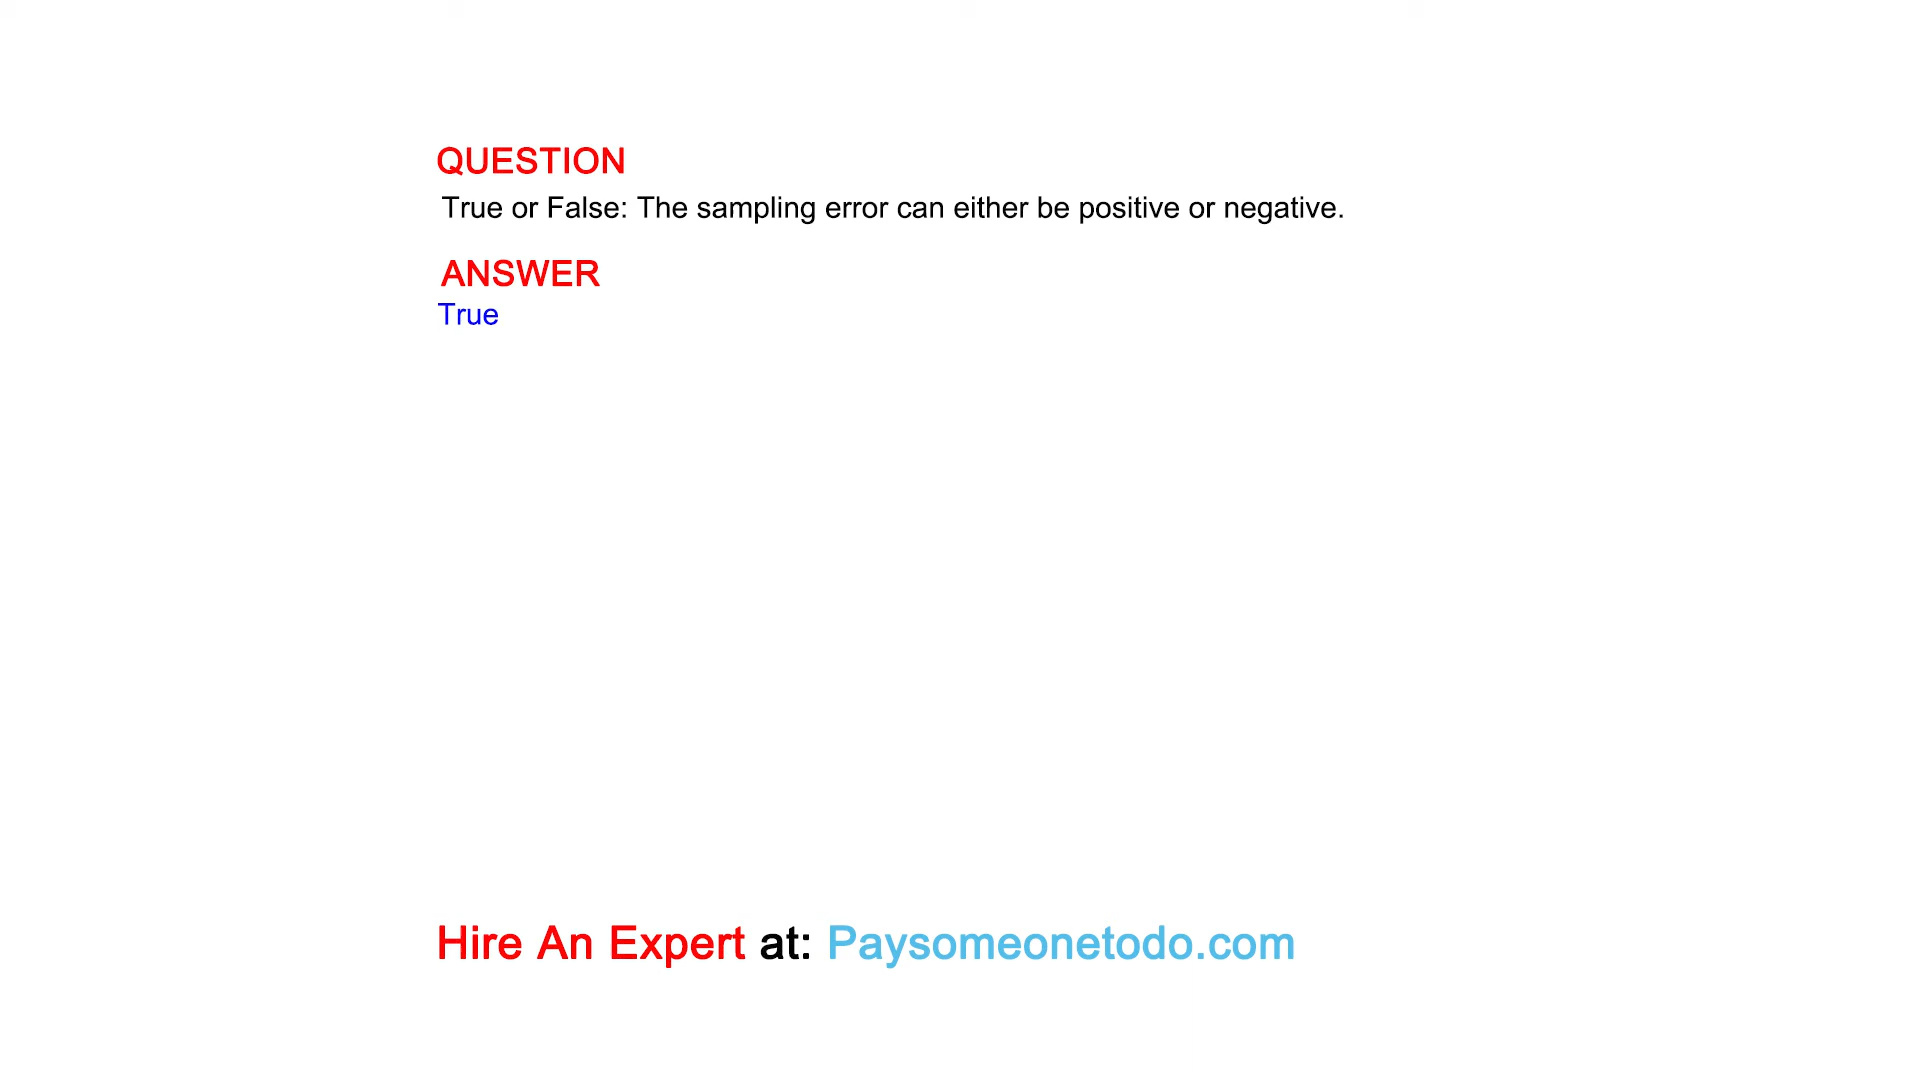 QUESTION
True or False: The sampling error can either be positive or negative.
ANSWER
True
Hire An Expert at: Paysomeonetodo.com